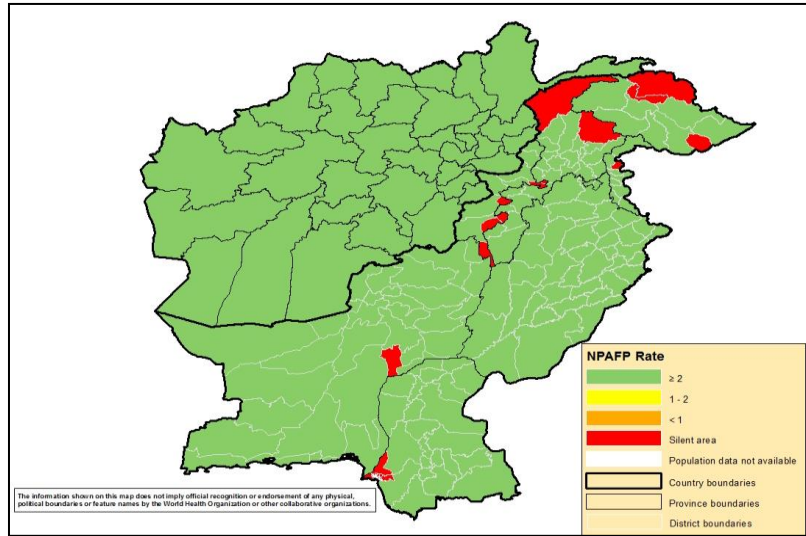 NPAFP Rate
≥ 2
1 - 2
< 1
Silent area
Population data not available
Country boundaries
Province boundaries
District boundaries
The information shown on this map does not imply official recognition or endorsement of any physical,
political boundaries or feature names by the World Health Organization or other collaborative organizations.